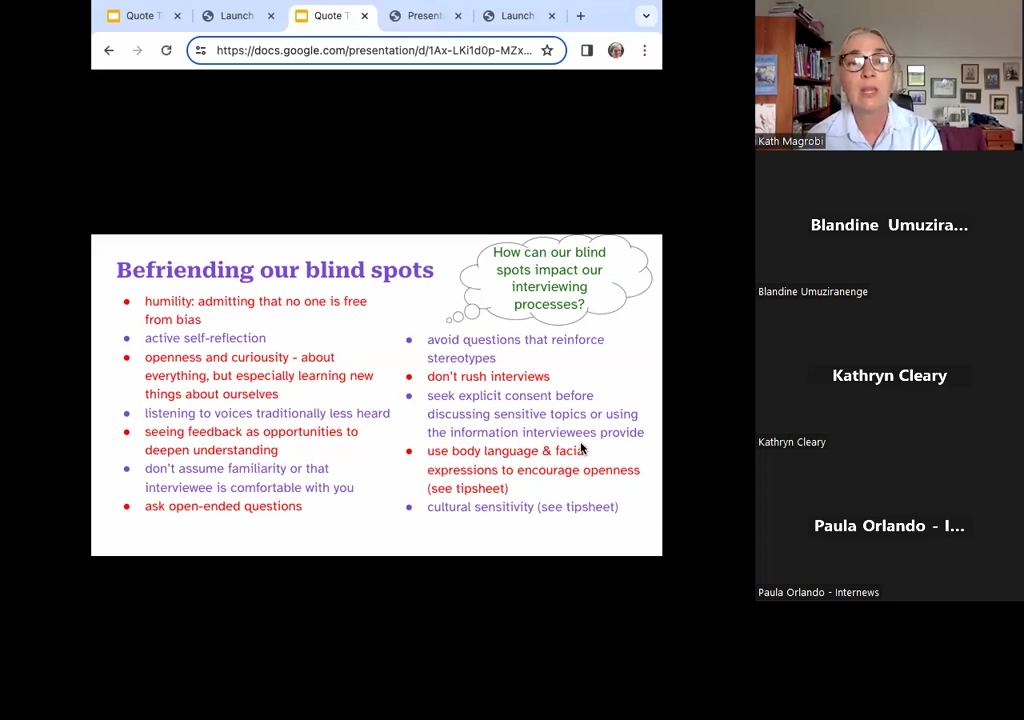 Quote T
Launch
Quote T
Present
Launch
https://docs.google.com/presentation/d/1Ax-LKi1d0p-MZx...
Befriending our blind spots
How can our blind
spots impact our
interviewing
processes?
humility: admitting that no one is free
from bias
active self-reflection
openness and curiousity - about
everything, but especially learning new
things about ourselves
listening to voices traditionally less heard
seeing feedback as opportunities to
deepen understanding
don't assume familiarity or that
interviewee is comfortable with you
ask open-ended questions
avoid questions that reinforce
stereotypes
don't rush interviews
seek explicit consent before
discussing sensitive topics or using
the information interviewees provide
use body language & facial
expressions to encourage openness
(see tipsheet)
cultural sensitivity (see tipsheet)
Kath Magrobi
Blandine Umuzira...
Blandine Umuziranenge
Kathryn Cleary
Kathryn Cleary
Paula Orlando - I...
Paula Orlando - Internews